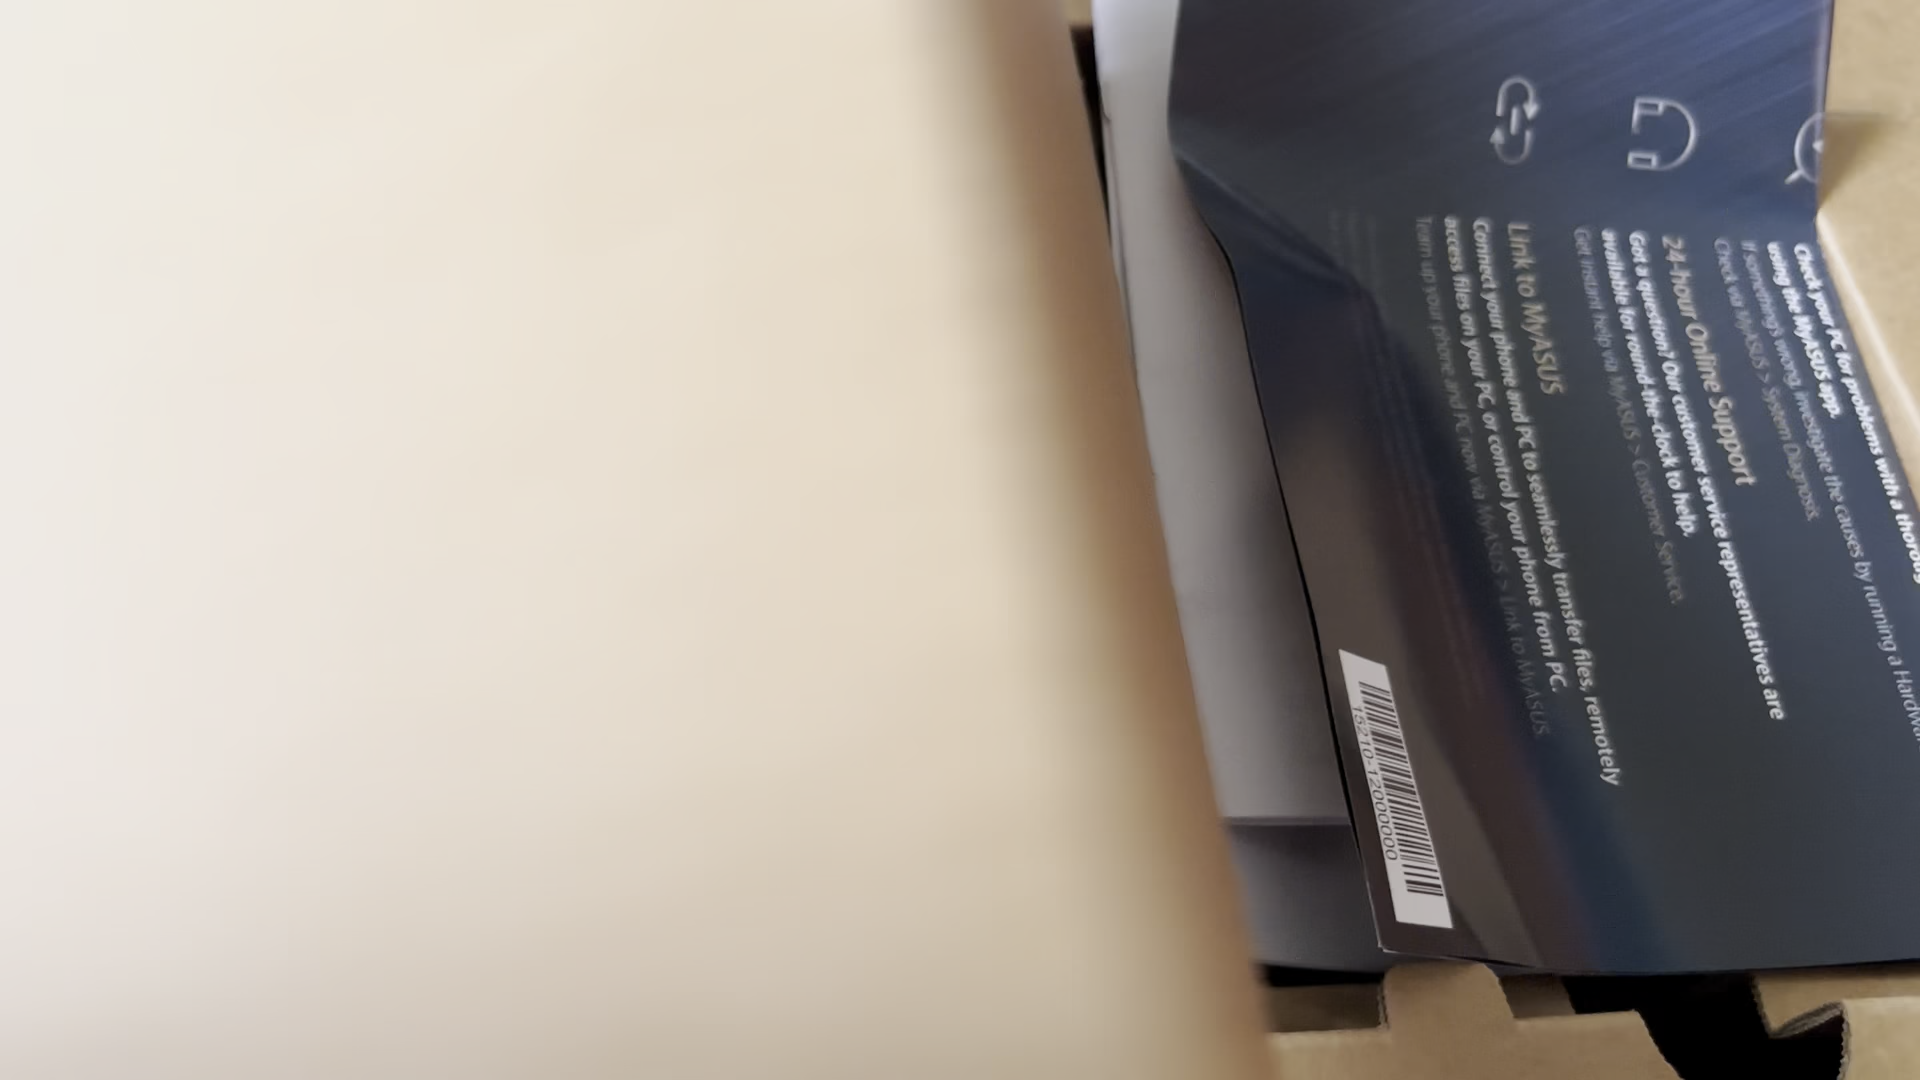 Check your PC for problems with a
using the MyASUS app.
If something's wrong, investigate the causes by running a
Check via MyASUS > System Diagnosis.
24-hour Online Support
Got a question? Our customer service representatives are
available for round-the-clock to help.
Get instant help via MyASUS > Customer Service.
Link to MyASUS
Connect your phone and PC to seamlessly transfer files, remotely
access files on your PC, or control your phone from PC.
Team up your phone and PC now via MyASUS > Link to MyASUS.
15210-12000000